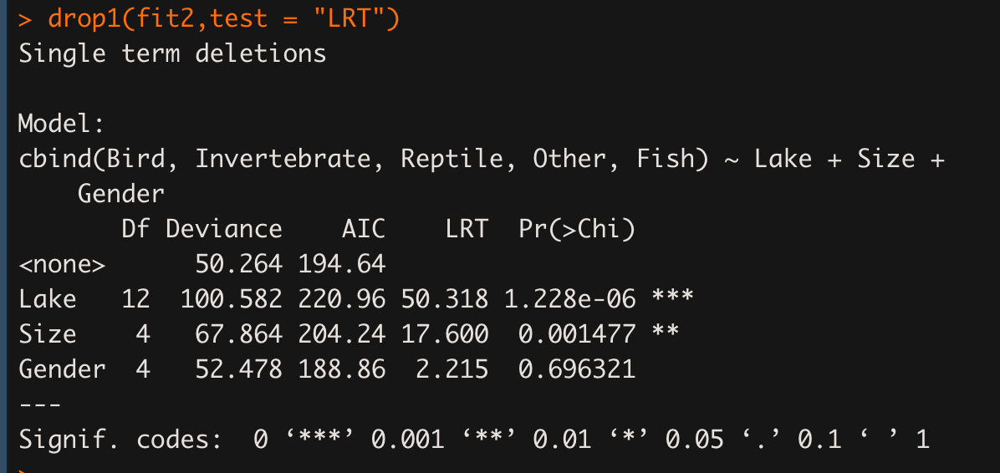 > drop1(fit2,test = "LRT")
Single term deletions

Model:
cbind(Bird, Invertebrate, Reptile, Other, Fish) ~ Lake + Size +
    Gender
       Df Deviance    AIC    LRT  Pr(>Chi)
<none>      50.264 194.64
Lake   12  100.582 220.96 50.318 1.228e-06 ***
Size    4   67.864 204.24 17.600  0.001477 **
Gender  4   52.478 188.86  2.215  0.696321
---
Signif. codes:  0 ‘***’ 0.001 ‘**’ 0.01 ‘*’ 0.05 ‘.’ 0.1 ‘ ’ 1